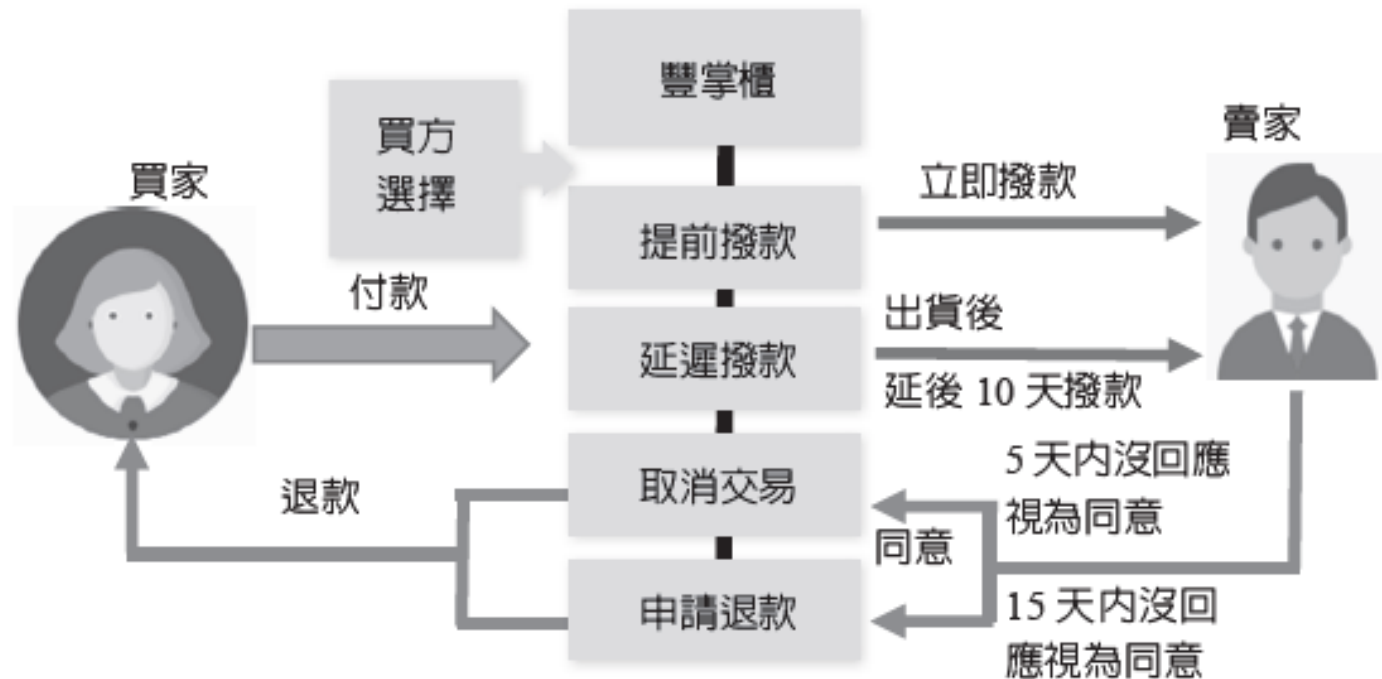 豐掌櫃
買方
選擇
買家
賣家
立即撥款
提前撥款
付款
出貨後
延遲撥款
延後 10 天撥款
5 天内沒回應
視為同意
取消交易
退款
同意
申請退款
15 天内沒回
應視為同意